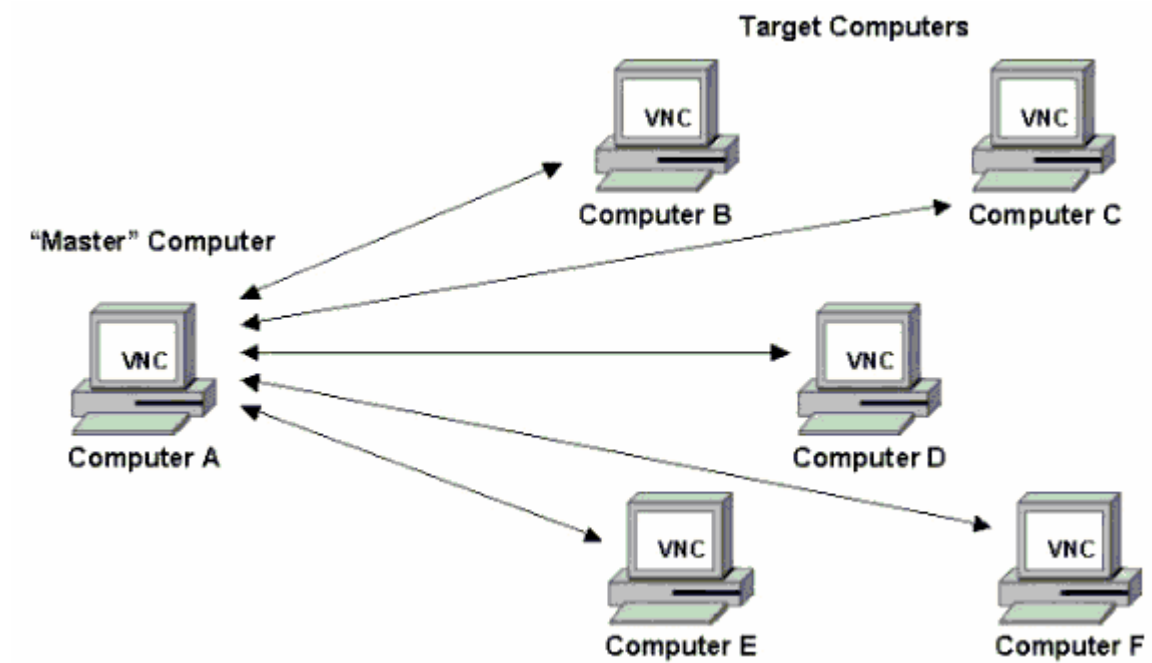 Target Computers
VNC
VNC
Computer B
Computer C
“Master” Computer
VNC
VNC
Computer A
Computer D
VNC
VNC
Computer E
Computer F